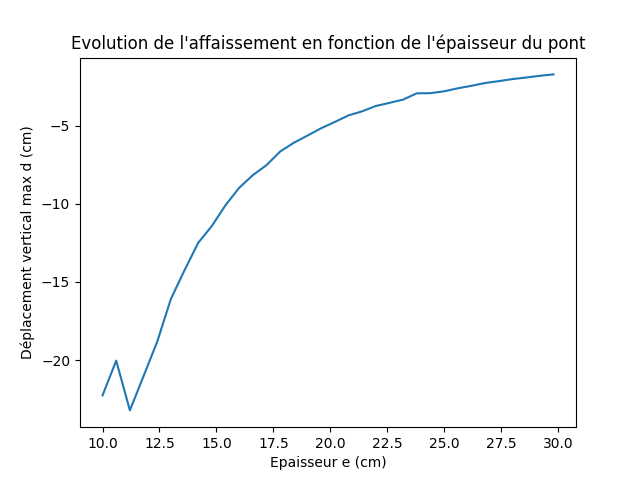 Evolution de l'affaissement en fonction de l'épaisseur du pont
Déplacement vertical max d (cm)
−5
−10
−15
−20
10.0 12.5 15.0 17.5 20.0 22.5 25.0 27.5 30.0
Epaisseur e (cm)